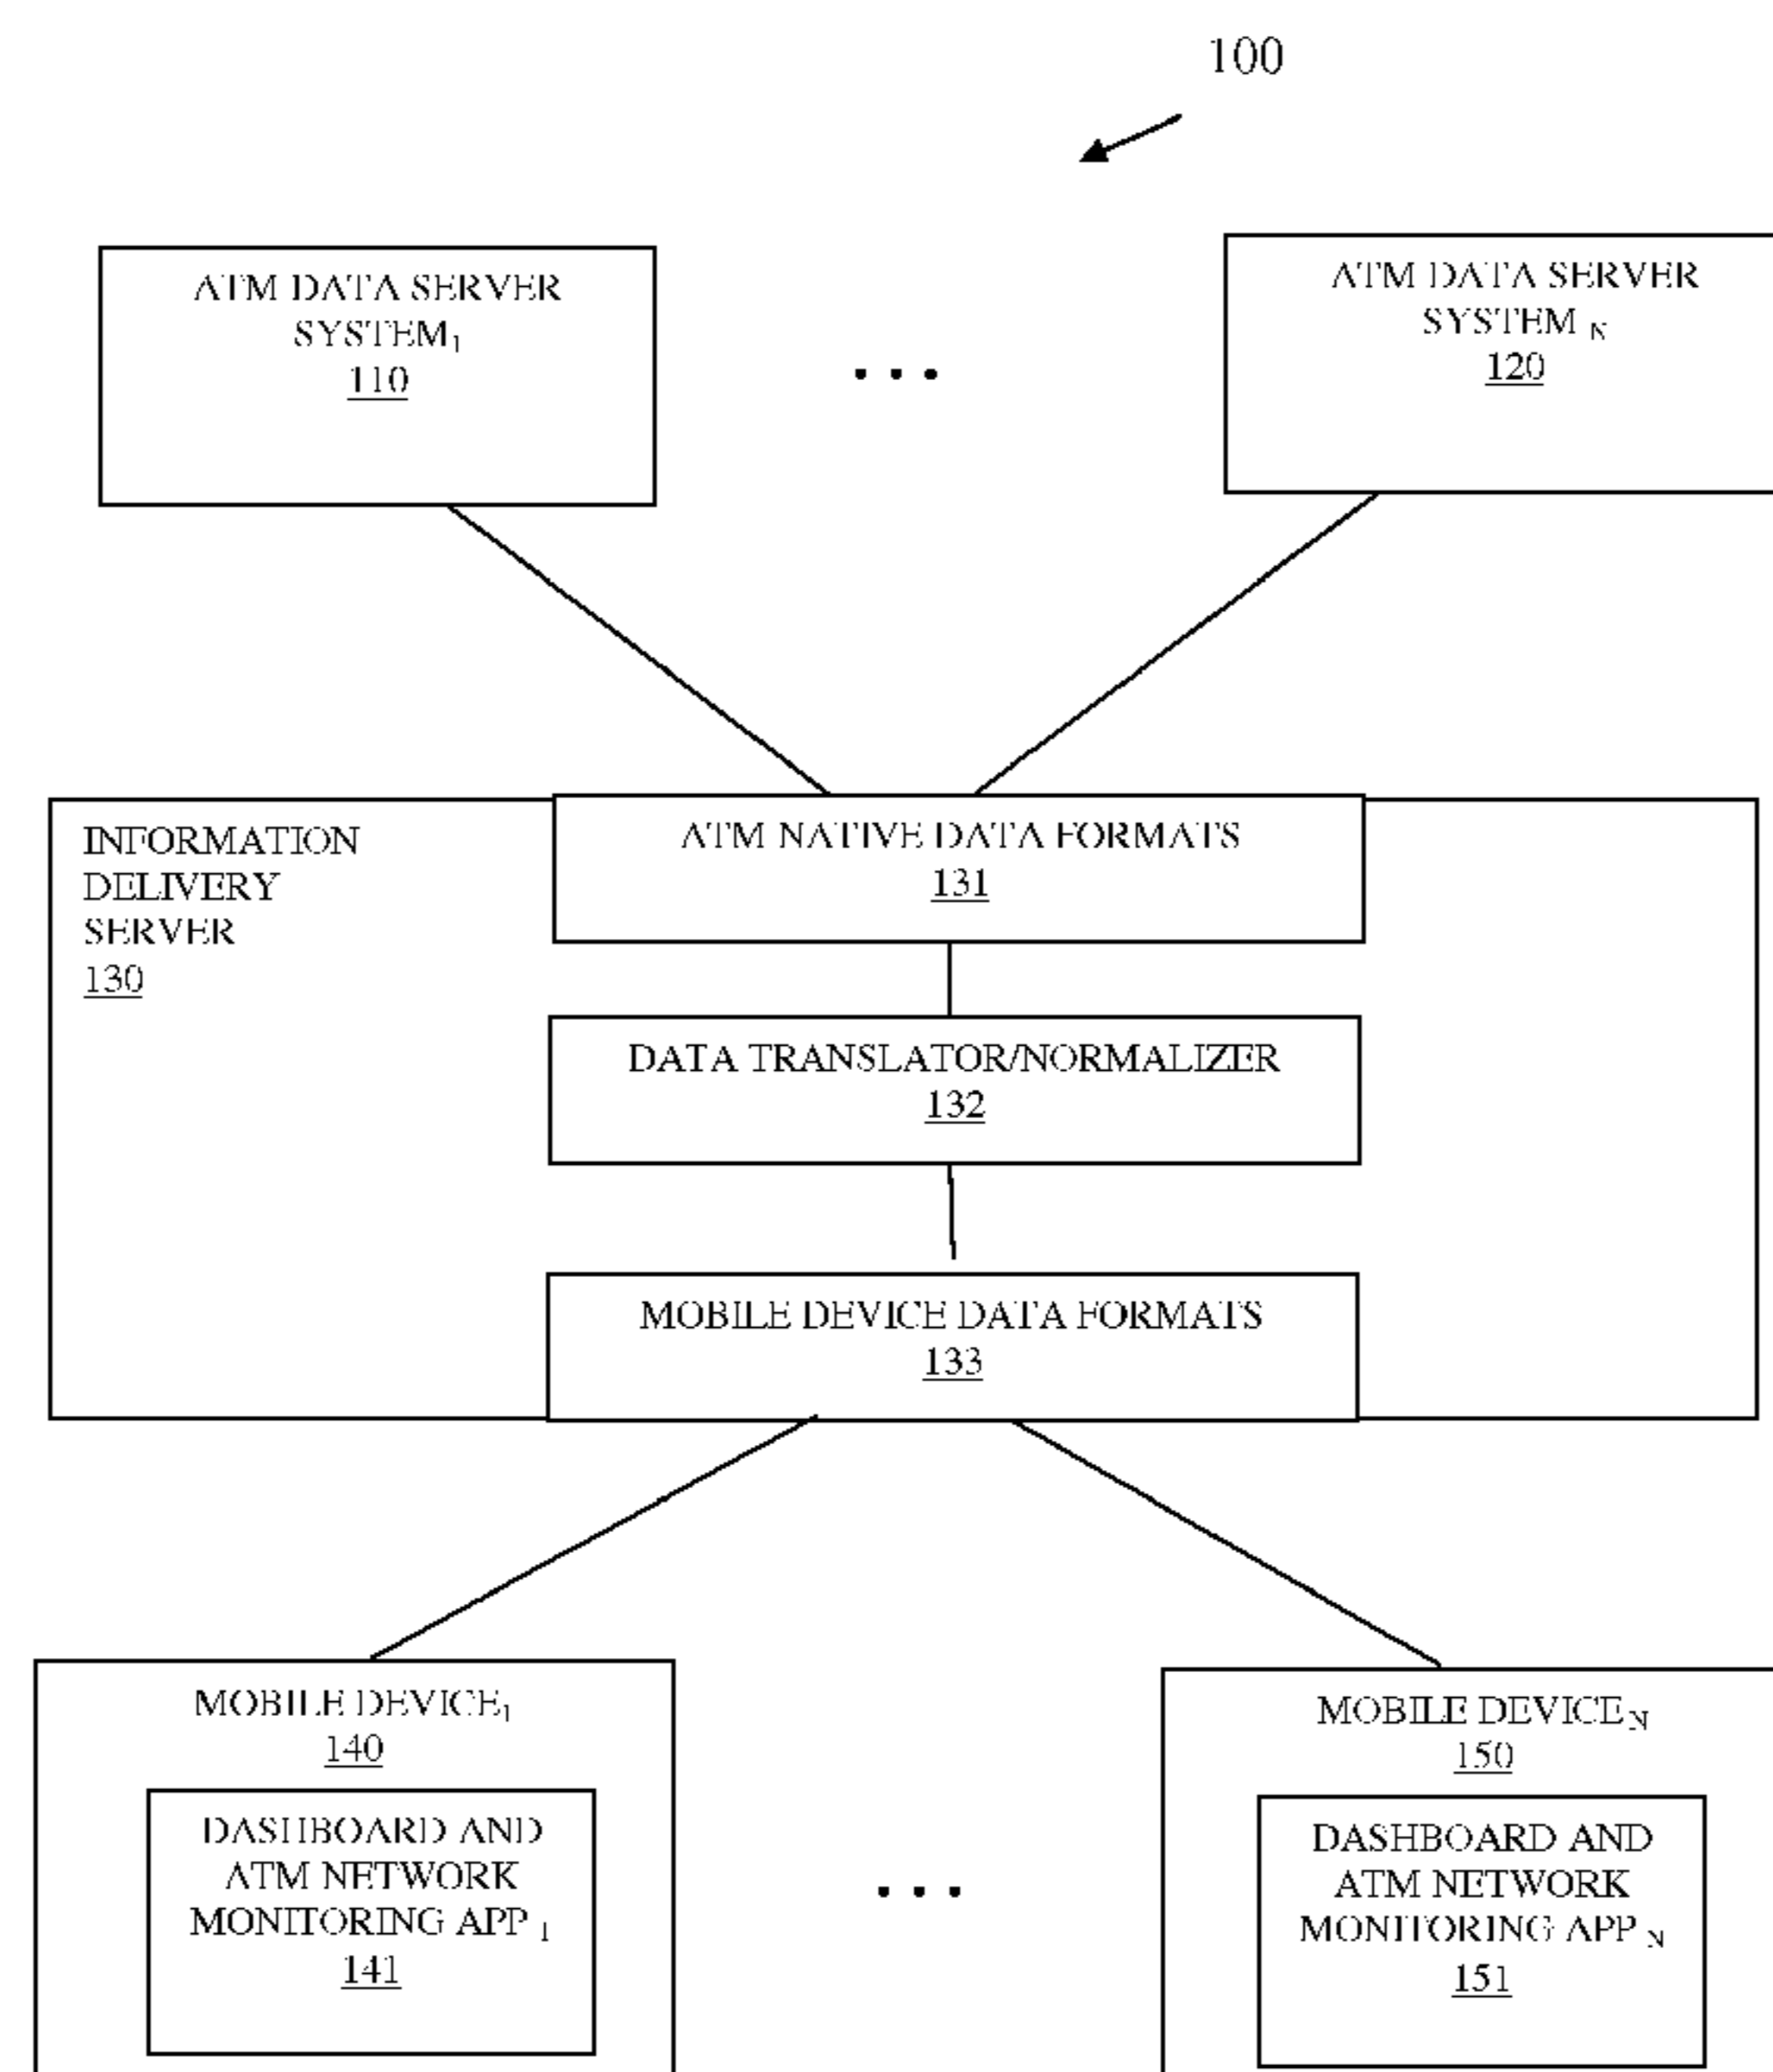 100
ATM DATA SERVER
SYSTEM1
110
...
ATM DATA SERVER
SYSTEM N
120
INFORMATION
DELIVERY
SERVER
130
ATM NATIVE DATA FORMATS
131
DATA TRANSLATOR/NORMALIZER
132
MOBILE DEVICE DATA FORMATS
133
MOBILE DEVICE1
140
DASHBOARD AND
ATM NETWORK
MONITORING APP 1
141
...
MOBILE DEVICE N
150
DASHBOARD AND
ATM NETWORK
MONITORING APP N
151